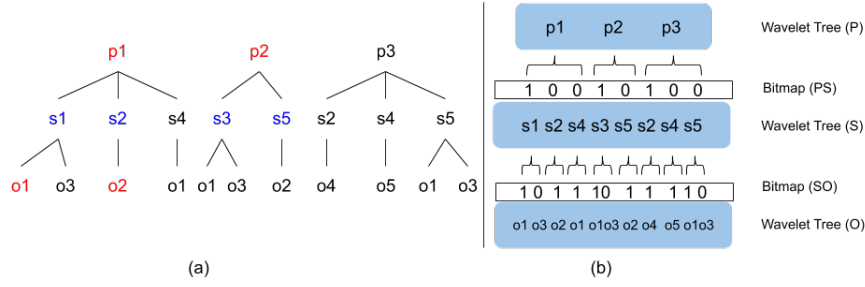 p1 p2 p3
s1 s2 s4 s3 s5 s2 s4 s5
o1 o3 o2 o1 o1 o3 o2 o4 o5 o1 o3
(a)
p1 p2 p3 Wavelet Tree (P)
1 0 0 1 0 1 0 0 Bitmap (PS)
s1 s2 s4 s3 s5 s2 s4 s5 Wavelet Tree (S)
1 0 1 1 10 1 1 1 1 0 Bitmap (SO)
o1 o3 o2 o1 o1o3 o2 o4 o5 o1o3 Wavelet Tree (O)
(b)